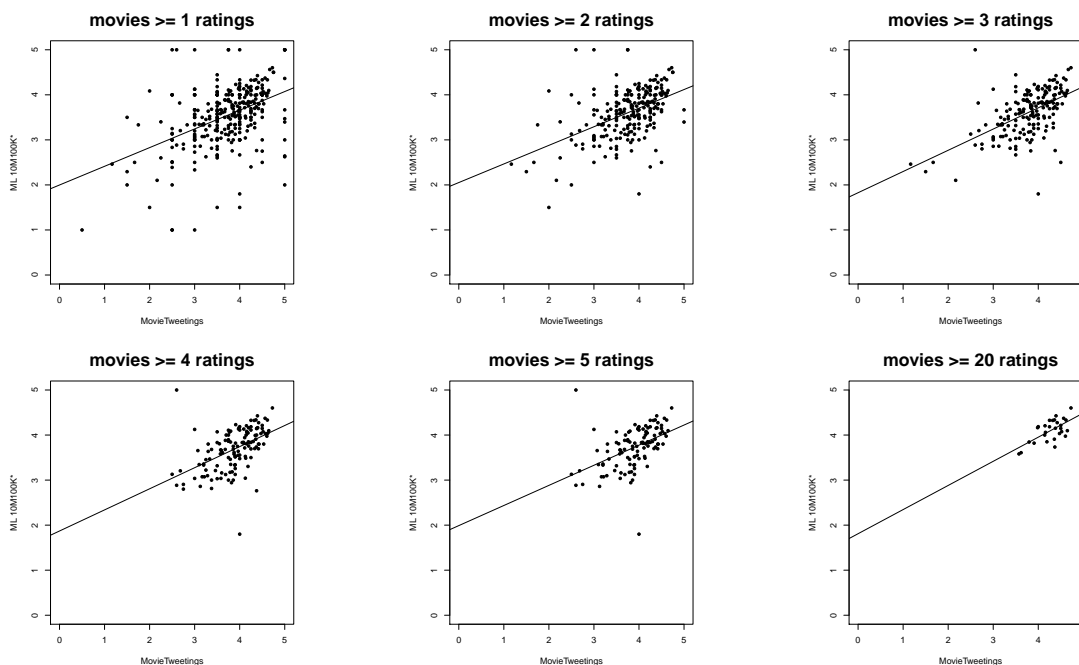 movies >= 1 ratings
ML 10M100K*
5
4
3
2
1
0
0 1 2 3 4 5
MovieTweetings
movies >= 2 ratings
ML 10M100K*
5
4
3
2
1
0
0 1 2 3 4 5
MovieTweetings
movies >= 3 ratings
ML 10M100K*
5
4
3
2
1
0
0 1 2 3 4
MovieTweetings
movies >= 4 ratings
ML 10M100K*
5
4
3
2
1
0
0 1 2 3 4 5
MovieTweetings
movies >= 5 ratings
ML 10M100K*
5
4
3
2
1
0
0 1 2 3 4 5
MovieTweetings
movies >= 20 ratings
ML 10M100K*
5
4
3
2
1
0
0 1 2 3 4
MovieTweetings